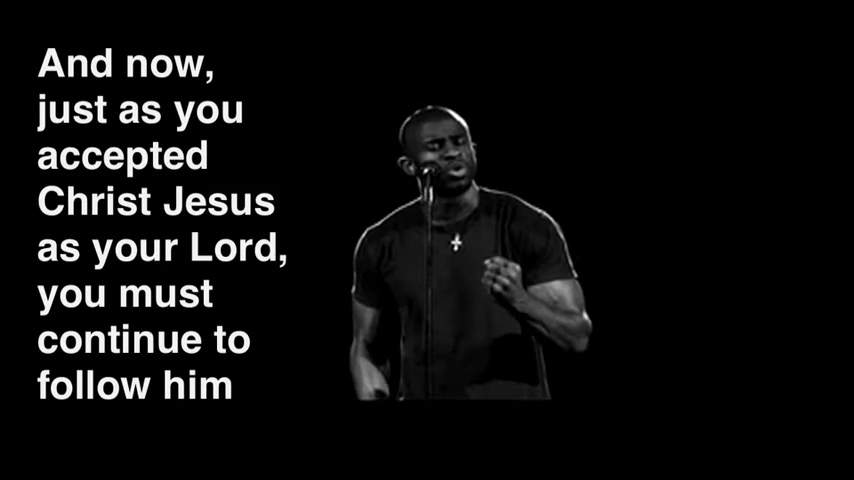 And now,
just as you
accepted
Christ Jesus
as your Lord,
you must
continue to
follow him